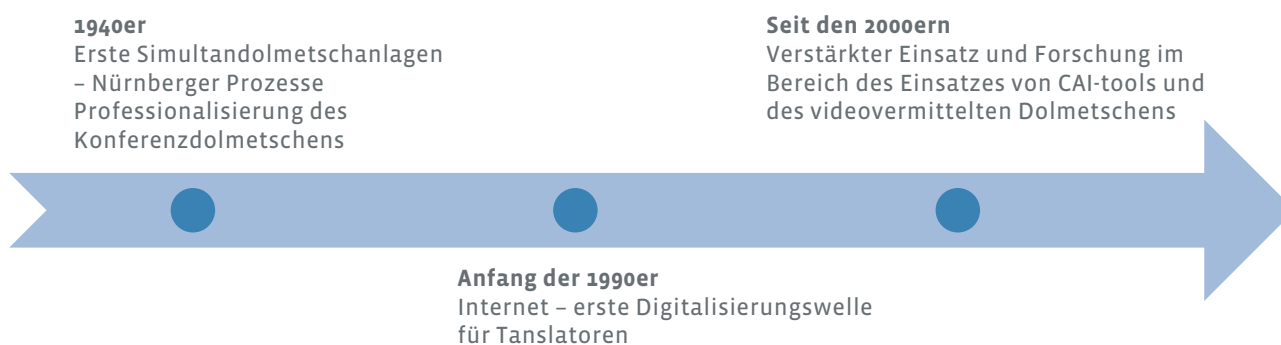 1940er
Erste Simultandolmetschanlagen
– Nürnberger Prozesse
Professionalisierung des
Konferenzdolmetschens
Anfang der 1990er
Internet – erste Digitalisierungswelle
für Tanslatoren
Seit den 2000ern
Verstärkter Einsatz und Forschung im
Bereich des Einsatzes von CAI-tools und
des videovermittelten Dolmetschens